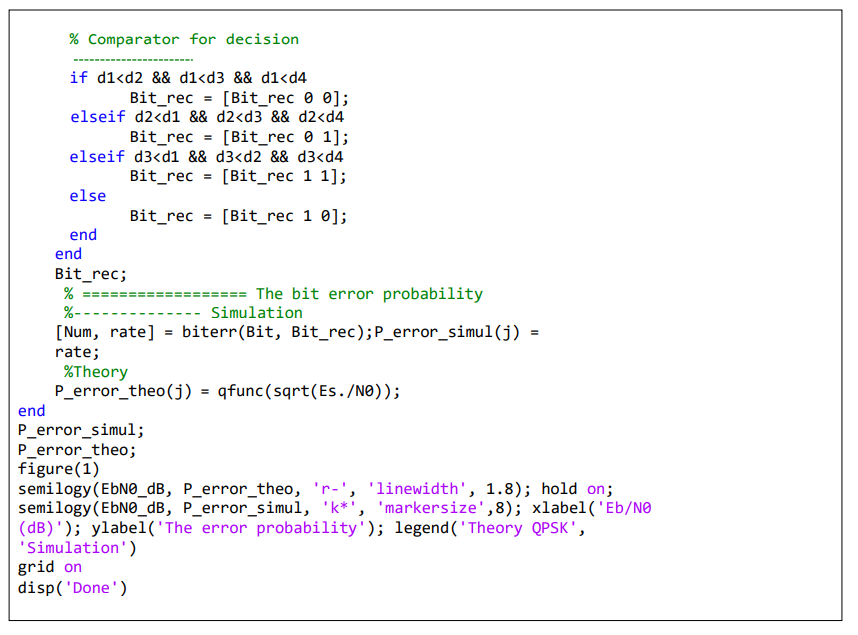 % Comparator for decision
-----------------------
if d1<d2 && d1<d3 && d1<d4
Bit_rec = [Bit_rec 0 0];
elseif d2<d1 && d2<d3 && d2<d4
Bit_rec = [Bit_rec 0 1];
elseif d3<d1 && d3<d2 && d3<d4
Bit_rec = [Bit_rec 1 1];
else
Bit_rec = [Bit_rec 1 0];
end
end
Bit_rec;
% ================== The bit error probability
%-------------- Simulation
[Num, rate] = biterr(Bit, Bit_rec);P_error_simul(j) =
rate;
%Theory
P_error_theo(j) = qfunc(sqrt(Es./N0));
end
P_error_simul;
P_error_theo;
figure(1)
semilogy(EbN0_dB, P_error_theo, 'r-', 'linewidth', 1.8); hold on;
semilogy(EbN0_dB, P_error_simul, 'k*', 'markersize',8); xlabel('Eb/N0
(dB)'); ylabel('The error probability'); legend('Theory QPSK',
'Simulation')
grid on
disp('Done')